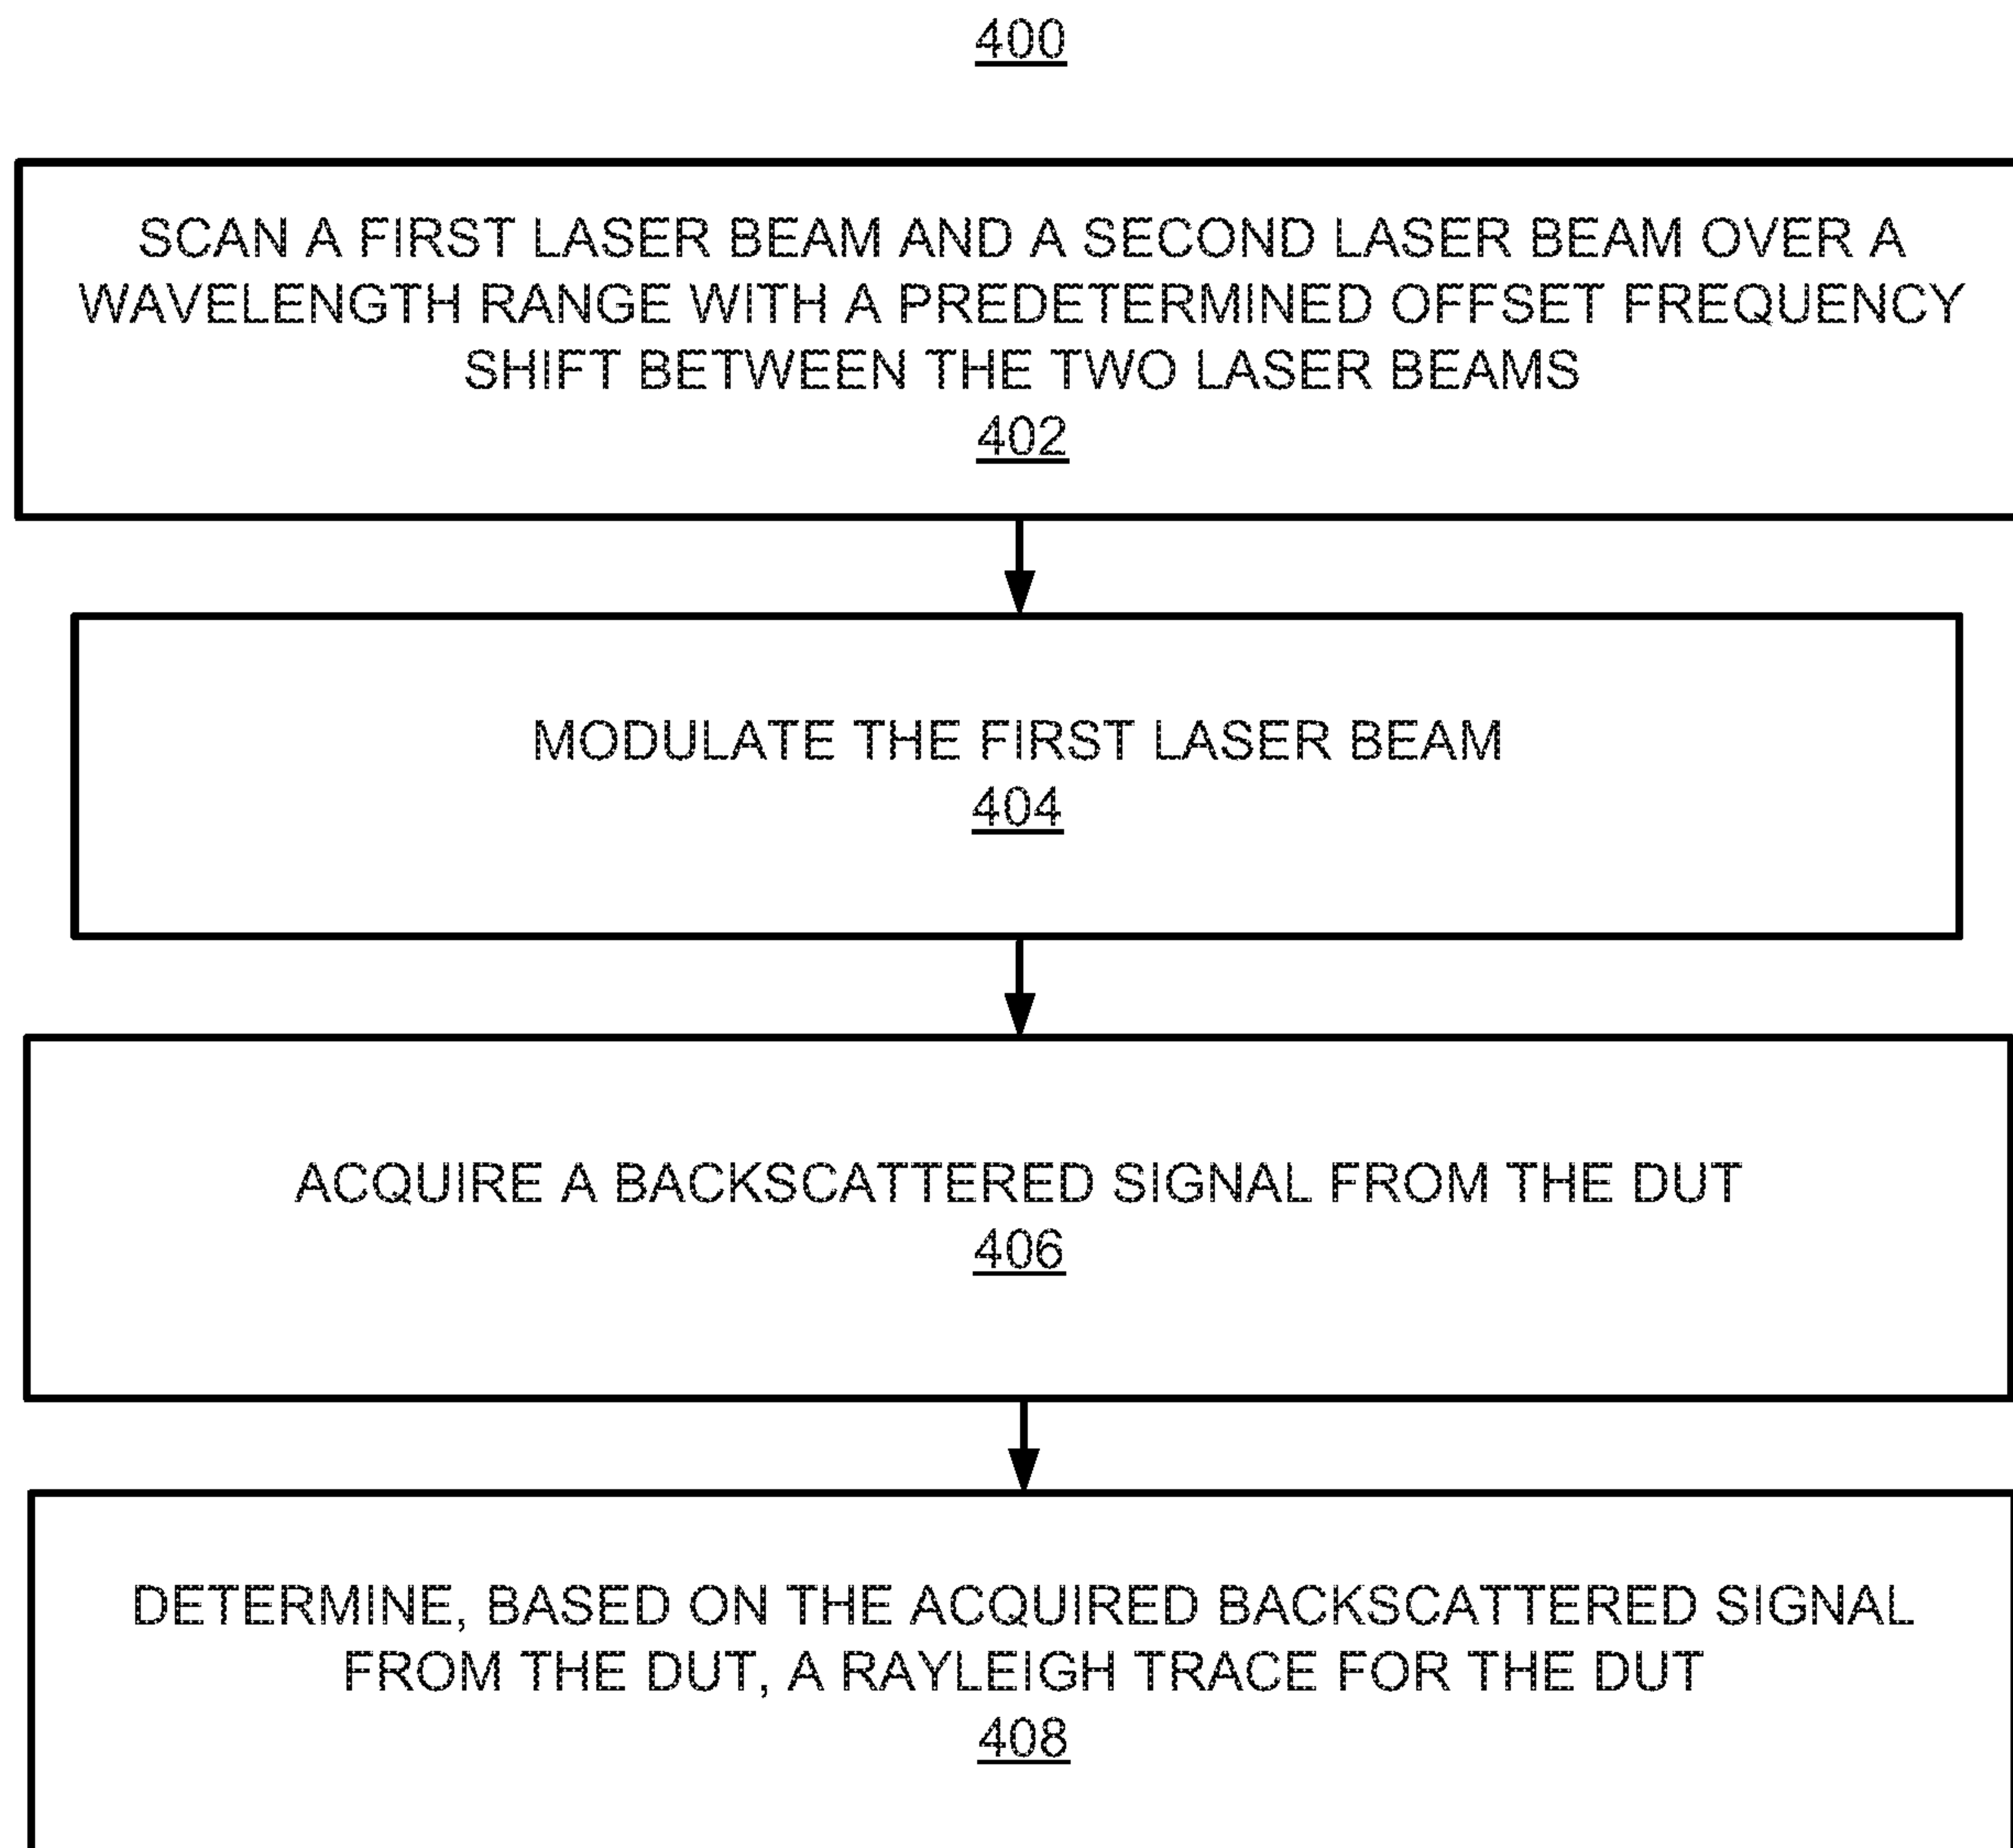 400
SCAN A FIRST LASER BEAM AND A SECOND LASER BEAM OVER A
WAVELENGTH RANGE WITH A PREDETERMINED OFFSET FREQUENCY
SHIFT BETWEEN THE TWO LASER BEAMS
402
MODULATE THE FIRST LASER BEAM
404
ACQUIRE A BACKSCATTERED SIGNAL FROM THE DUT
406
DETERMINE, BASED ON THE ACQUIRED BACKSCATTERED SIGNAL
FROM THE DUT, A RAYLEIGH TRACE FOR THE DUT
408